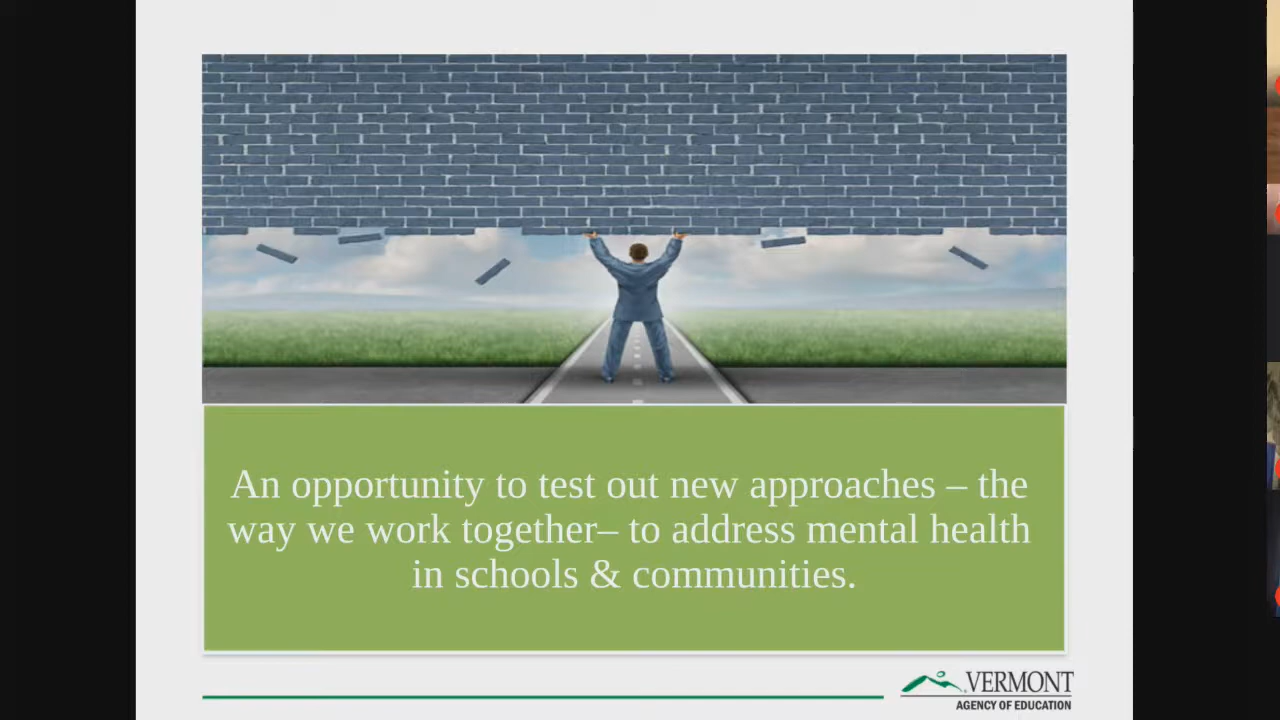 An opportunity to test out new approaches – the
way we work together– to address mental health
in schools & communities.
VERMONT
AGENCY OF EDUCATION